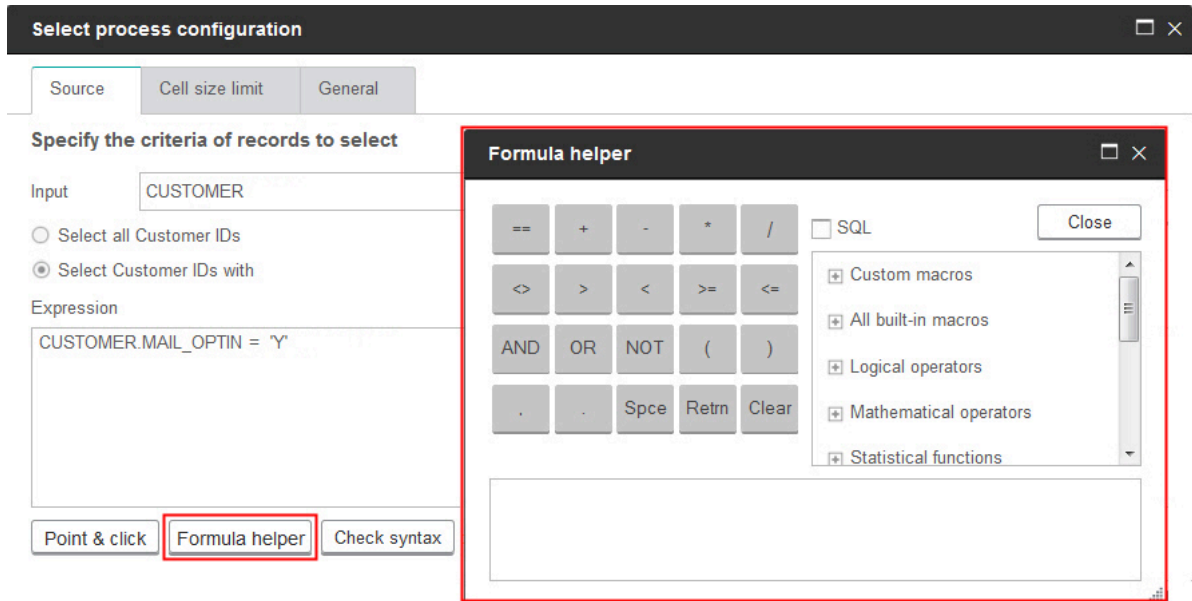 Select process configuration
Source Cell size limit General
Specify the criteria of records to select
Input CUSTOMER
Select all Customer IDs
Select Customer IDs with
Expression
CUSTOMER.MAIL_OPTIN = 'Y'
Point & click Formula helper Check syntax
Formula helper
== + - * /
<> > < >= <=
AND OR NOT ( )
, . Spce Retrn Clear
SQL Close
Custom macros
All built-in macros
Logical operators
Mathematical operators
Statistical functions